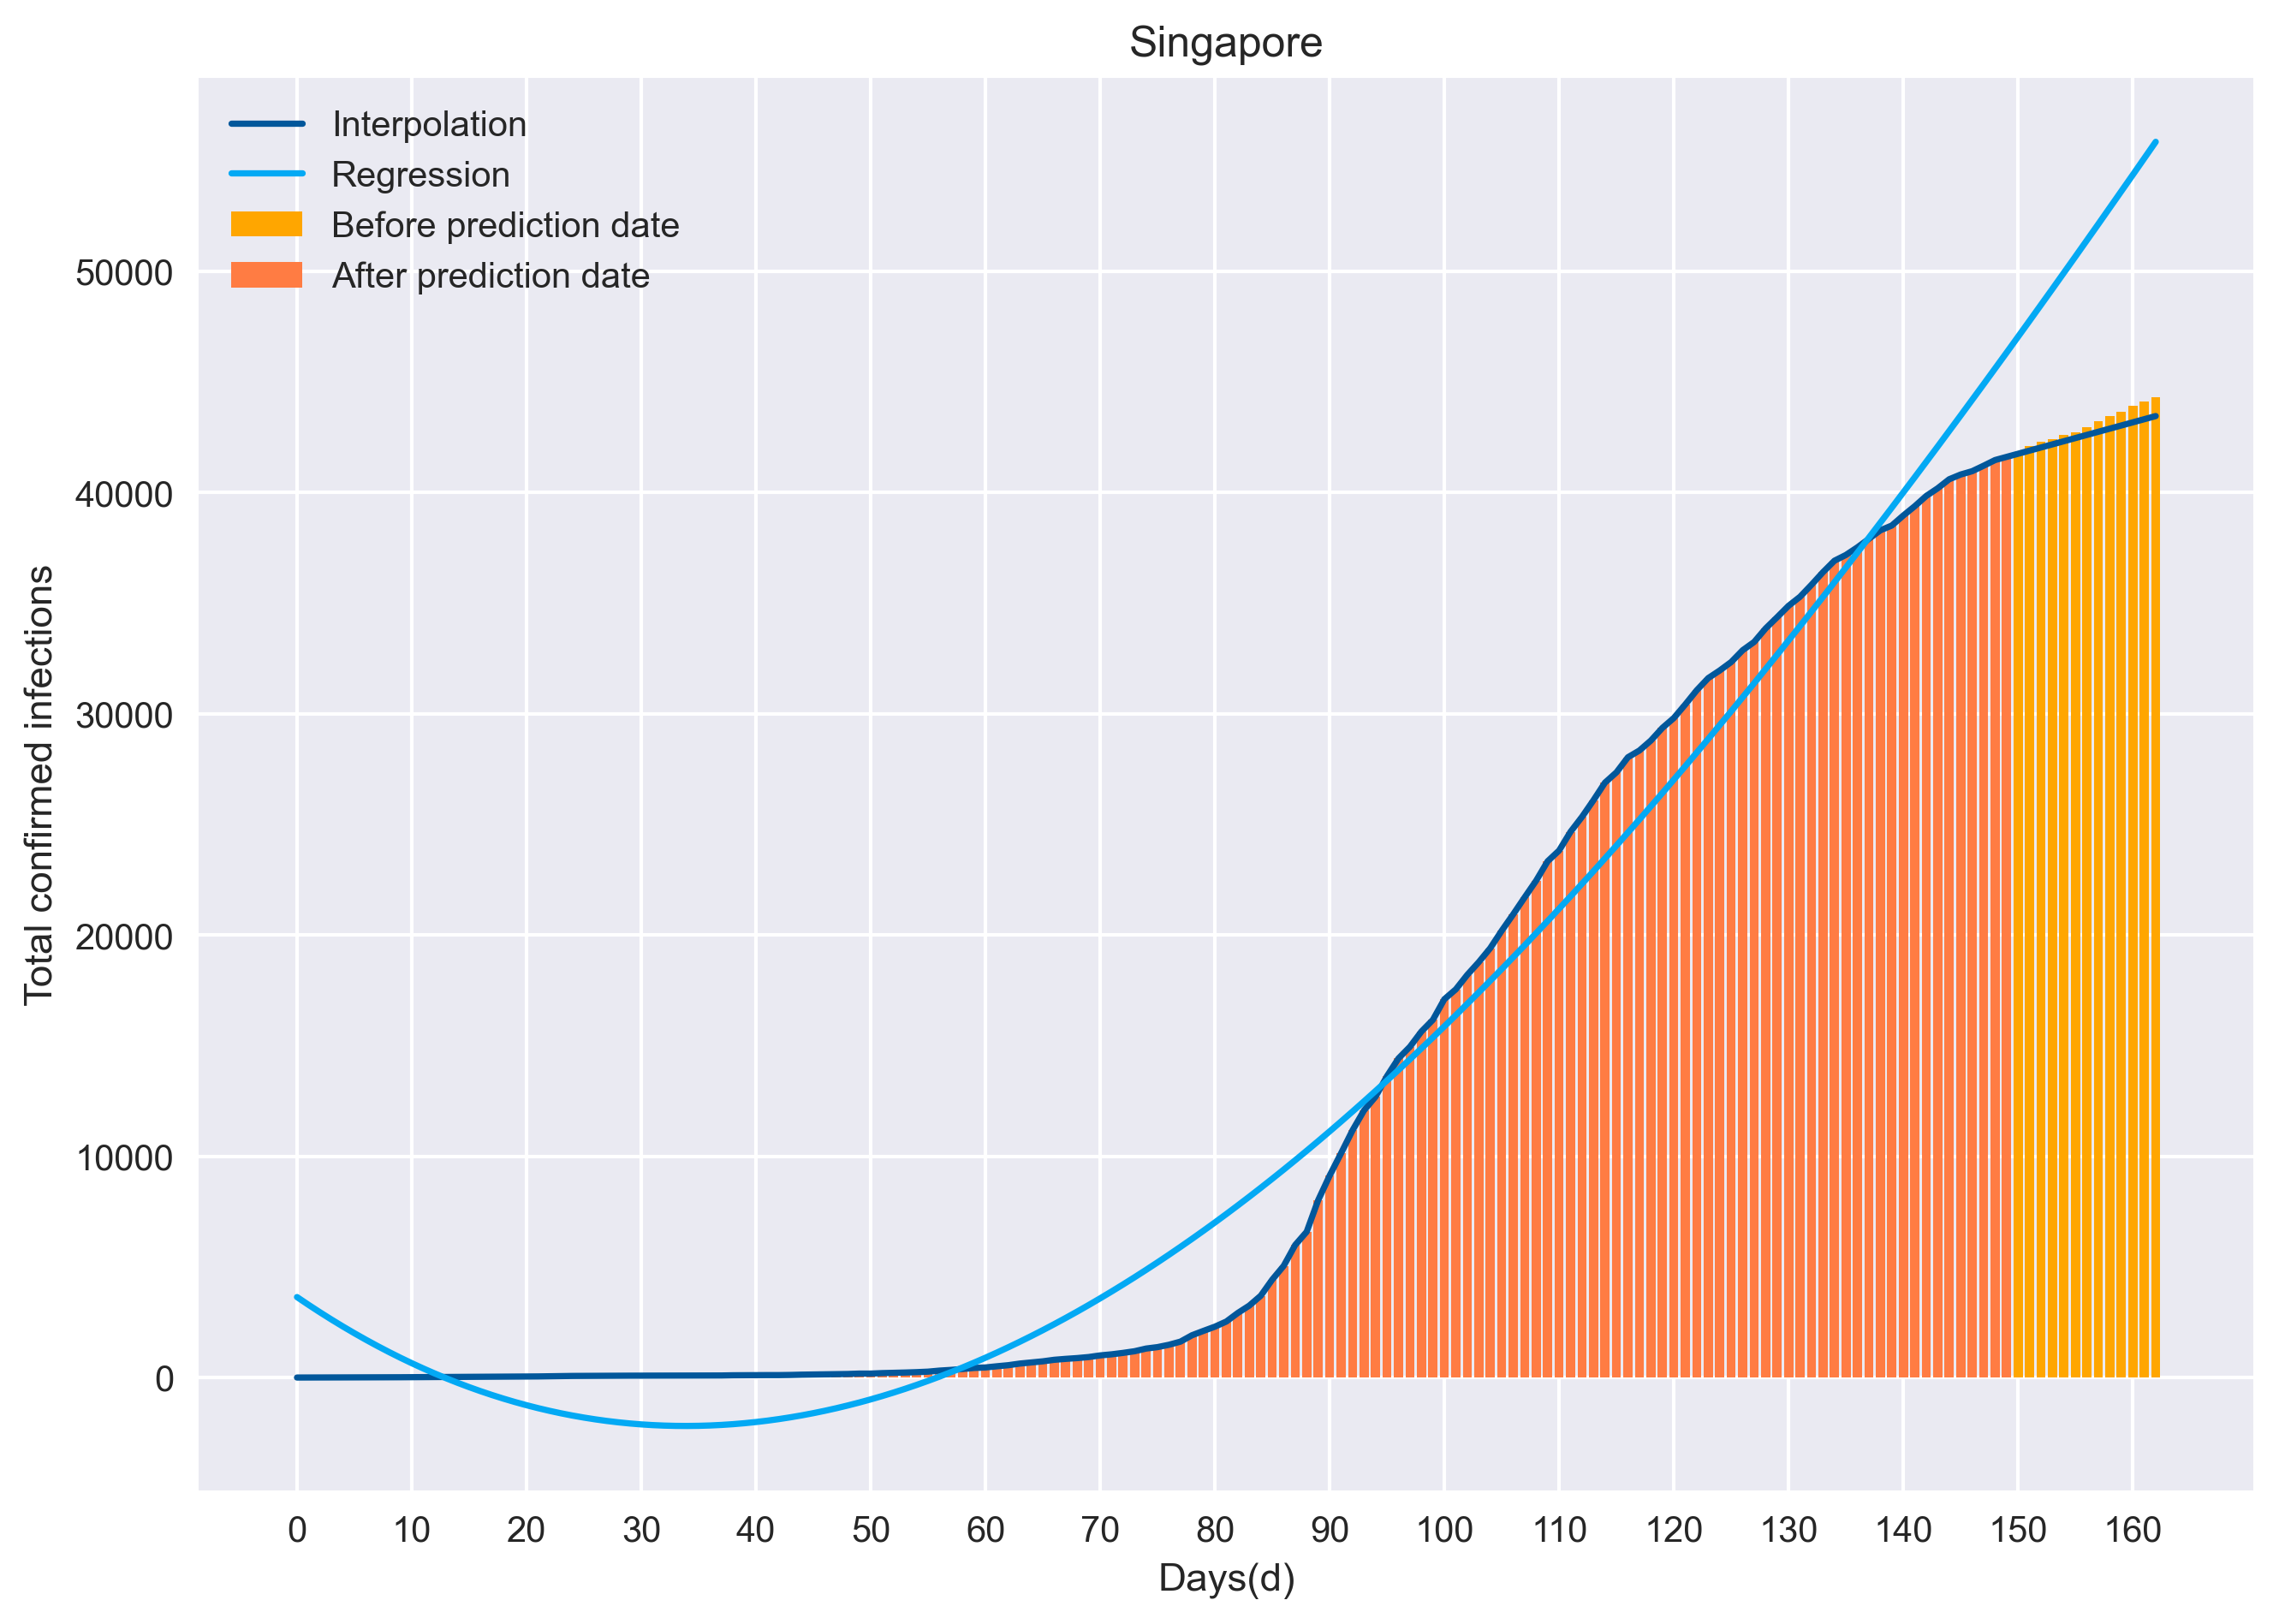 Singapore
Interpolation
Regression
Before prediction date
After prediction date
Total confirmed infections
50000
40000
30000
20000
10000
0
0 10 20 30 40 50 60 70 80 90 100 110 120 130 140 150 160
Days(d)